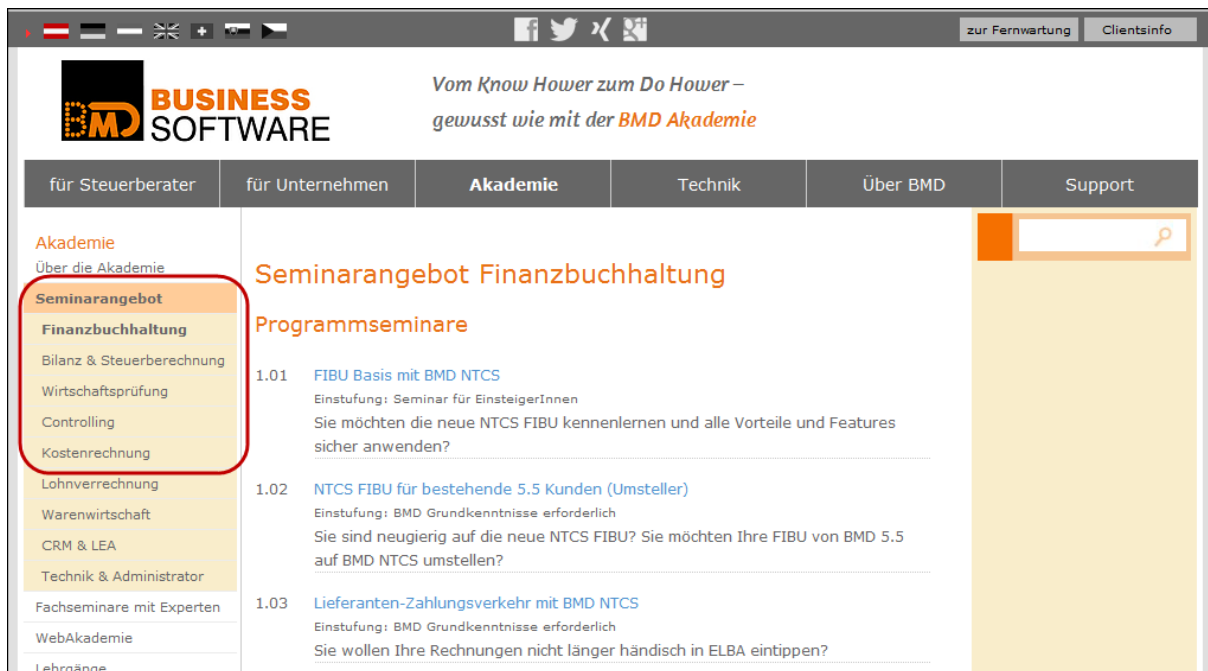 zur Fernwartung Clientsinfo
BMD BUSINESS SOFTWARE
Vom Know Hower zum Do Hower –
gewusst wie mit der BMD Akademie
für Steuerberater für Unternehmen Akademie Technik Über BMD Support
Akademie
Über die Akademie
Seminarangebot
Finanzbuchhaltung
Bilanz & Steuerberechnung
Wirtschaftsprüfung
Controlling
Kostenrechnung
Lohnverrechnung
Warenwirtschaft
CRM & LEA
Technik & Administrator
Fachseminare mit Experten
WebAkademie
Lehrgänge
Seminarangebot Finanzbuchhaltung
Programmseminare
1.01 FIBU Basis mit BMD NTCS
Einstufung: Seminar für EinsteigerInnen
Sie möchten die neue NTCS FIBU kennenlernen und alle Vorteile und Features
sicher anwenden?
1.02 NTCS FIBU für bestehende 5.5 Kunden (Umsteller)
Einstufung: BMD Grundkenntnisse erforderlich
Sie sind neugierig auf die neue NTCS FIBU? Sie möchten Ihre FIBU von BMD 5.5
auf BMD NTCS umstellen?
1.03 Lieferanten-Zahlungsverkehr mit BMD NTCS
Einstufung: BMD Grundkenntnisse erforderlich
Sie wollen Ihre Rechnungen nicht länger händisch in ELBA eintippen?